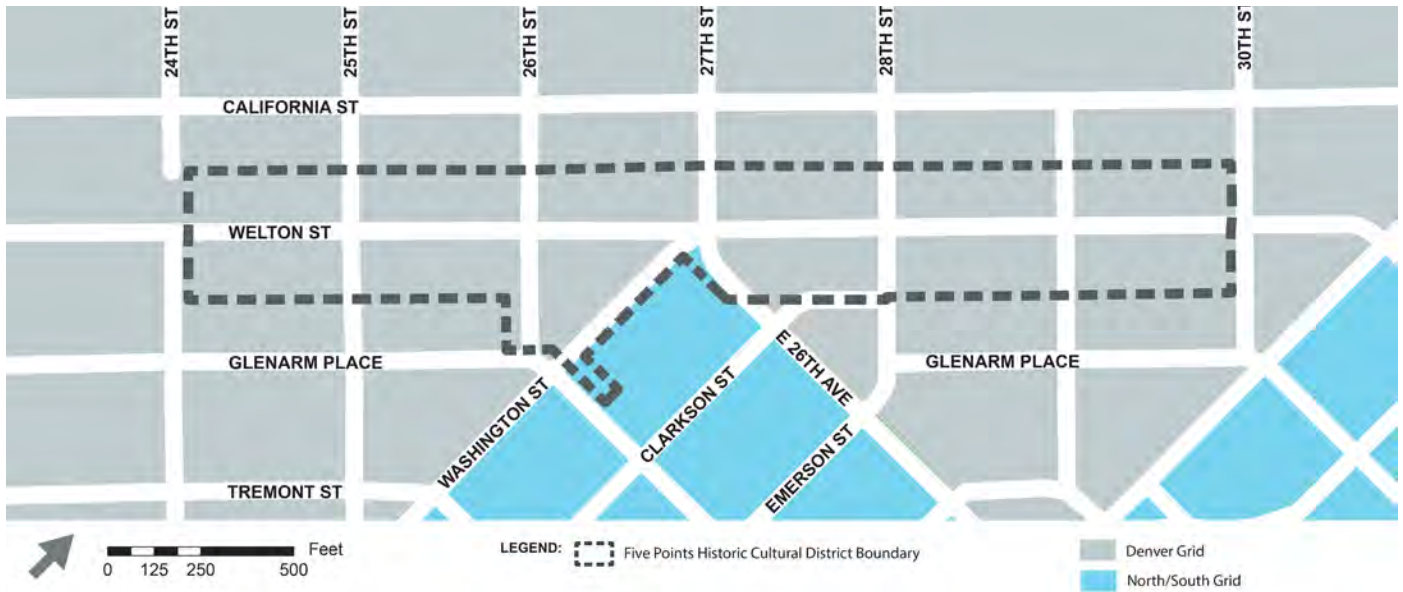 24TH ST
25TH ST
26TH ST
27TH ST
28TH ST
30TH ST
CALIFORNIA ST
WELTON ST
GLENARM PLACE
E 26TH AVE
GLENARM PLACE
WASHINGTON ST
CLARKSON ST
EMERSON ST
TREMONT ST
Feet
0 125 250 500
LEGEND:
Five Points Historic Cultural District Boundary
Denver Grid
North/South Grid